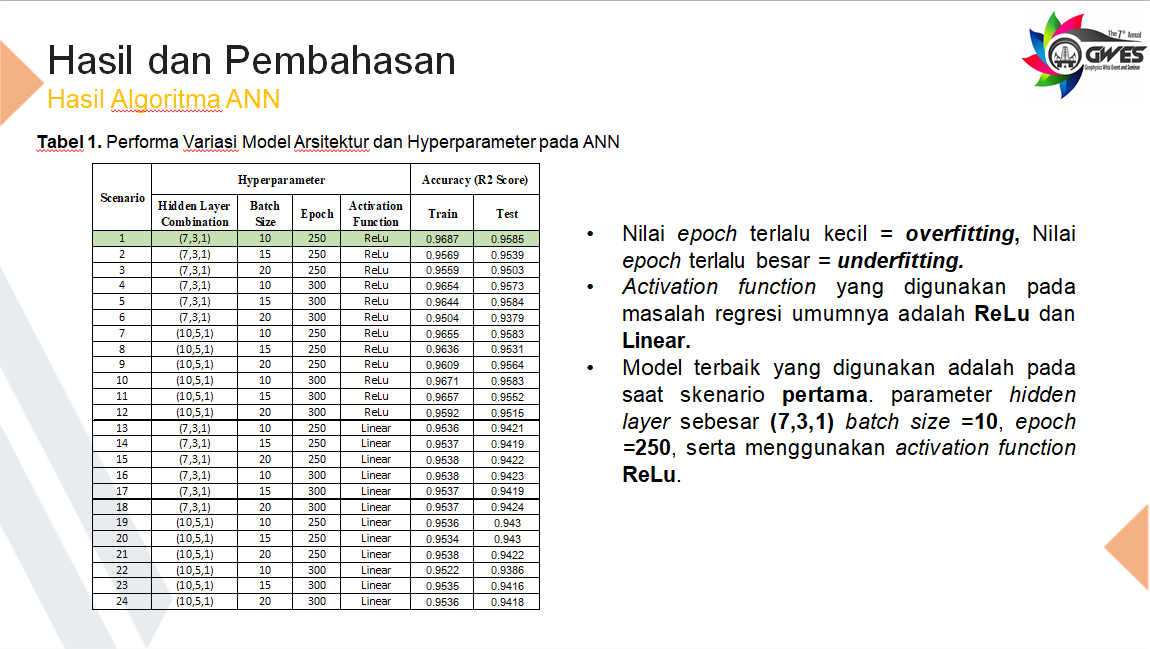 Hasil dan Pembahasan
Hasil Algoritma ANN
The 7th Annual
GWES
Geophysics Whiz Event and Seminar
Tabel 1. Performa Variasi Model Arsitektur dan Hyperparameter pada ANN
Scenario Hyperparameter Accuracy (R2 Score)
Hidden Layer Combination Batch Size Epoch Activation Function Train Test
1 (7,3,1) 10 250 ReLu 0.9687 0.9585
2 (7,3,1) 15 250 ReLu 0.9569 0.9539
3 (7,3,1) 20 250 ReLu 0.9559 0.9503
4 (7,3,1) 10 300 ReLu 0.9654 0.9573
5 (7,3,1) 15 300 ReLu 0.9644 0.9584
6 (7,3,1) 20 300 ReLu 0.9504 0.9379
7 (10,5,1) 10 250 ReLu 0.9655 0.9583
8 (10,5,1) 15 250 ReLu 0.9636 0.9531
9 (10,5,1) 20 250 ReLu 0.9609 0.9564
10 (10,5,1) 10 300 ReLu 0.9671 0.9583
11 (10,5,1) 15 300 ReLu 0.9657 0.9552
12 (10,5,1) 20 300 ReLu 0.9592 0.9515
13 (7,3,1) 10 250 Linear 0.9536 0.9421
14 (7,3,1) 15 250 Linear 0.9537 0.9419
15 (7,3,1) 20 250 Linear 0.9538 0.9422
16 (7,3,1) 10 300 Linear 0.9538 0.9423
17 (7,3,1) 15 300 Linear 0.9537 0.9419
18 (7,3,1) 20 300 Linear 0.9537 0.9424
19 (10,5,1) 10 250 Linear 0.9536 0.943
20 (10,5,1) 15 250 Linear 0.9534 0.943
21 (10,5,1) 20 250 Linear 0.9538 0.9422
22 (10,5,1) 10 300 Linear 0.9522 0.9386
23 (10,5,1) 15 300 Linear 0.9535 0.9416
24 (10,5,1) 20 300 Linear 0.9536 0.9418
• Nilai epoch terlalu kecil = overfitting, Nilai
epoch terlalu besar = underfitting.
• Activation function yang digunakan pada
masalah regresi umumnya adalah ReLu dan
Linear.
• Model terbaik yang digunakan adalah pada
saat skenario pertama. parameter hidden
layer sebesar (7,3,1) batch size =10, epoch
=250, serta menggunakan activation function
ReLu.